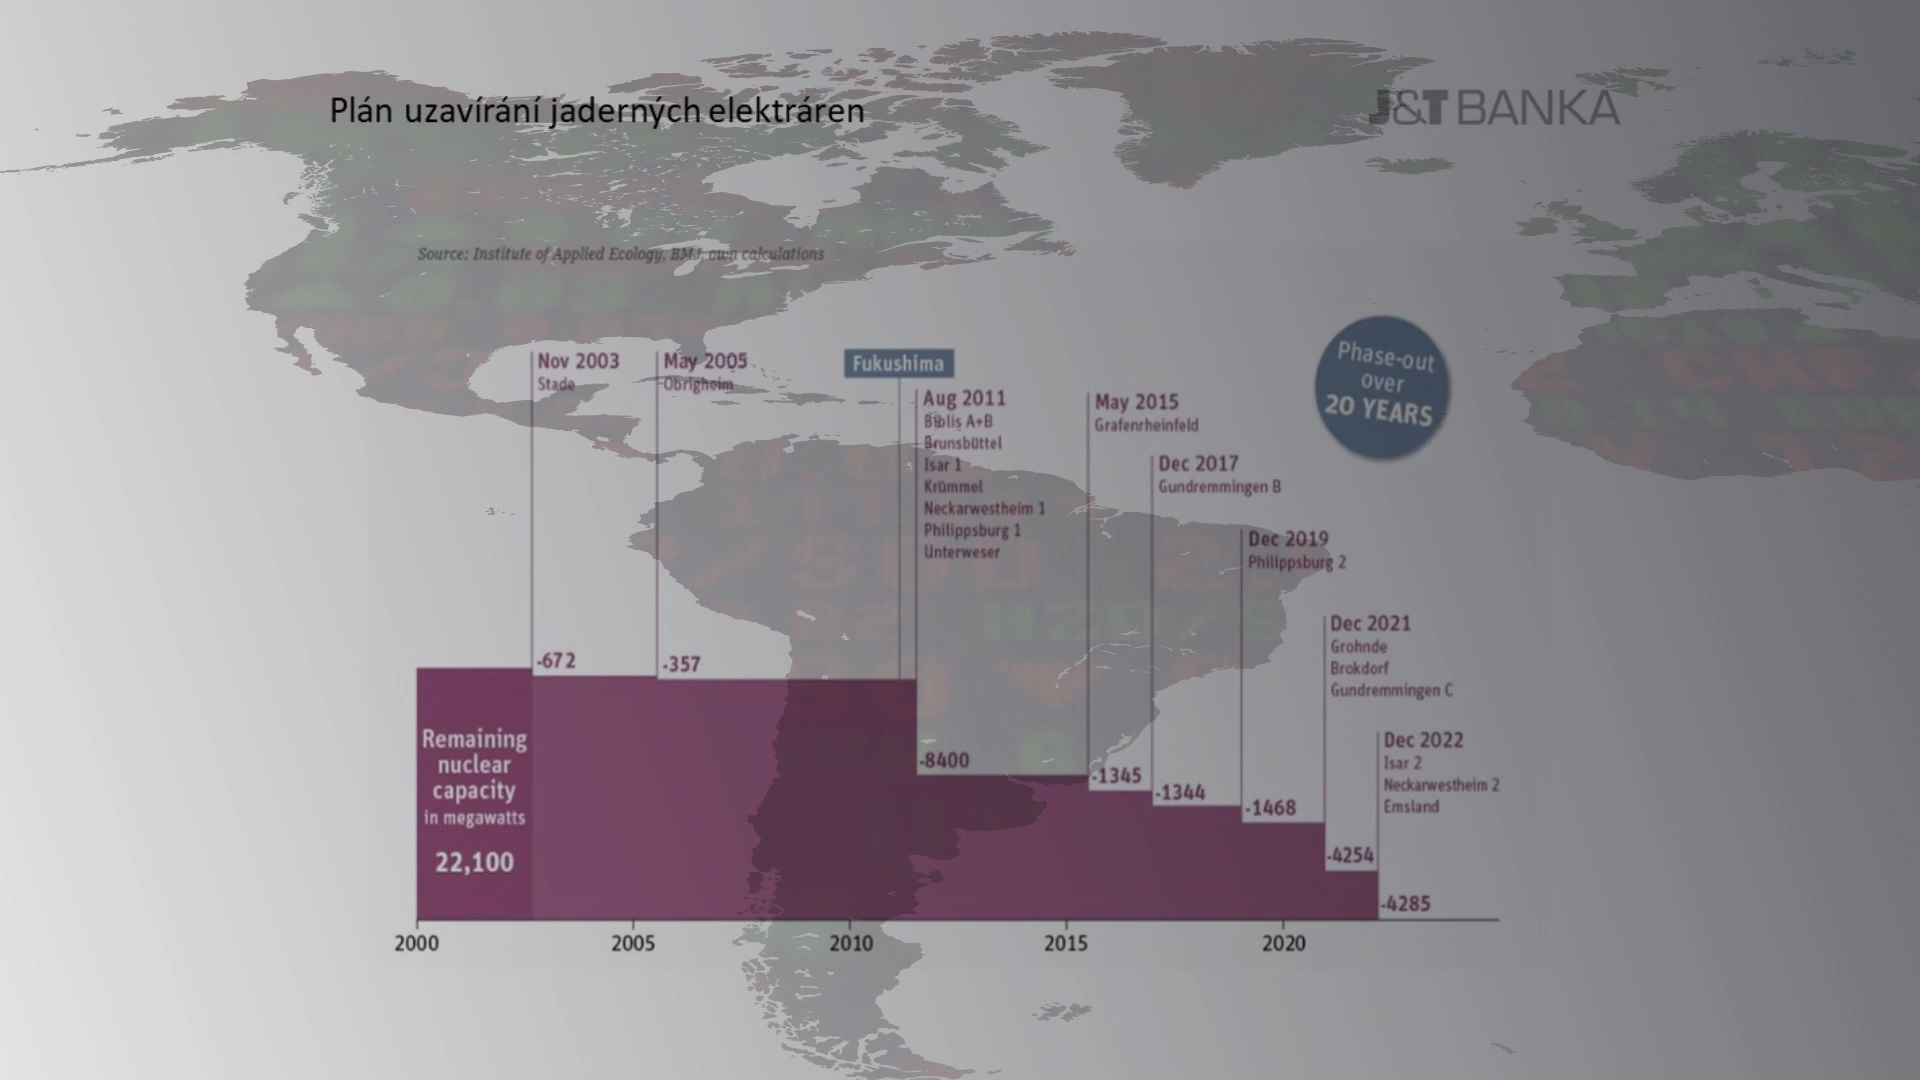 Plán uzavírání jaderných elektráren
J&T BANKA
Source: Institute of Applied Ecology, BMJ, own calculations
Nov 2003
Stade
May 2005
Obrigheim
Fukushima
Aug 2011
Biblis A+B
Brunsbüttel
Isar 1
Krümmel
Neckarwestheim 1
Philippsburg 1
Unterweser
May 2015
Grafenrheinfeld
Dec 2017
Gundremmingen B
Phase-out
over
20 YEARS
Dec 2019
Philippsburg 2
Dec 2021
Grohnde
Brokdorf
Gundremmingen C
Dec 2022
Isar 2
Neckarwestheim 2
Emsland
-672
-357
-8400
-1345
-1344
-1468
-4254
-4285
Remaining
nuclear
capacity
in megawatts
22,100
2000
2005
2010
2015
2020